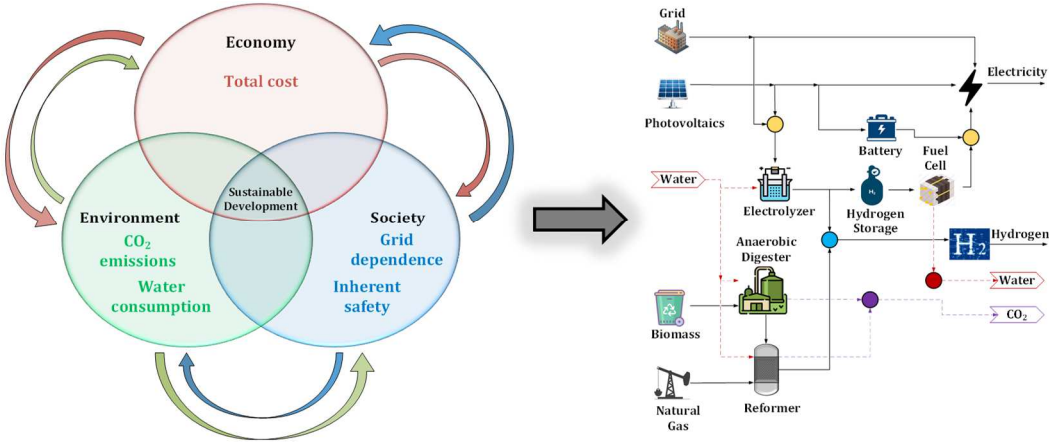 Economy
Total cost
Sustainable
Development
Environment
CO₂
emissions
Water
consumption
Society
Grid
dependence
Inherent
safety
Grid
Electricity
Photovoltaics
Battery
Fuel
Cell
Water
Electrolyzer
H₂
Hydrogen
Storage
H₂
Hydrogen
Anaerobic
Digester
Water
Biomass
CO₂
Natural
Gas
Reformer